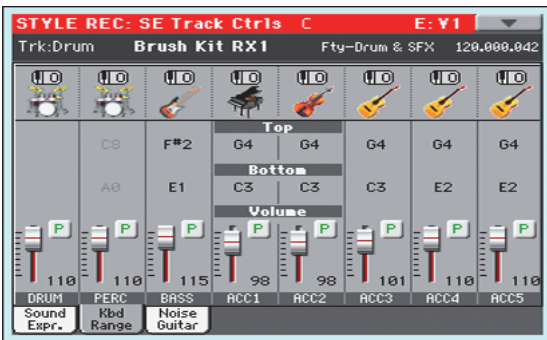 STYLE REC: SE Track Ctrls C E:¥1
Trk:Drum Brush Kit RX1 Fty-Drum & SFX 120.000.042
Top
C8 F#2 G4 G4 G4 G4 G4
Bottom
A0 E1 C3 C3 C3 E2 E2
Volume
P P P P P P P P
110 110 115 98 98 101 110 110
DRUM PERC BASS ACC1 ACC2 ACC3 ACC4 ACC5
Sound Expr. Kbd Range Noise Guitar